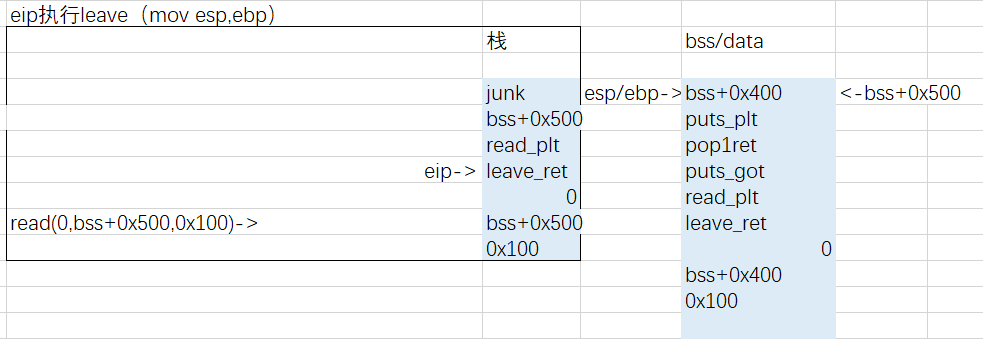 eip执行leave（mov esp,ebp）
栈 bss/data
junk esp/ebp-> bss+0x400 <-bss+0x500
bss+0x500 puts_plt
read_plt pop1ret
eip-> leave_ret puts_got
0 read_plt
read(0,bss+0x500,0x100)-> bss+0x500 leave_ret
0x100 0
bss+0x400
0x100